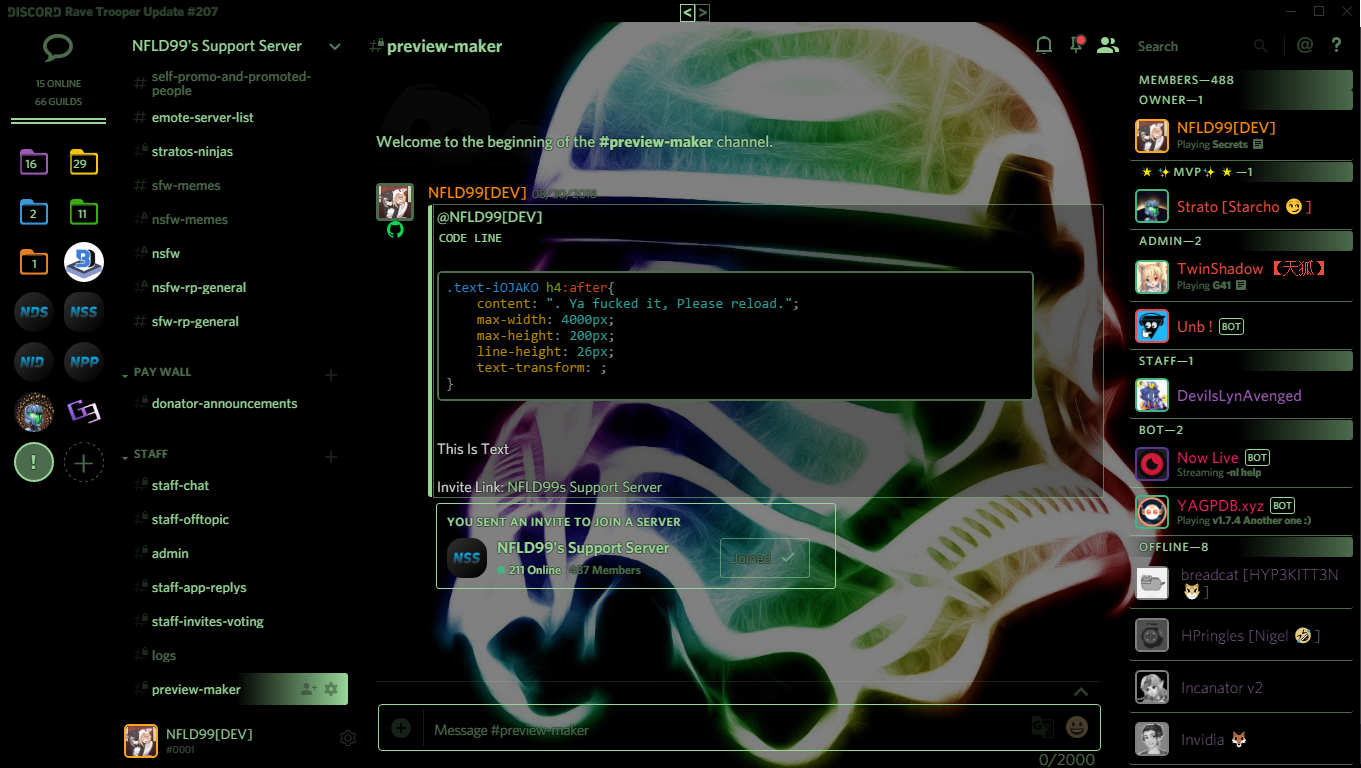 DISCORD Rave Trooper Update #207
< >
15 ONLINE
66 GUILDS
16
29
2
11
1
NDS
NSS
NID
NPP
!
NFLD99's Support Server
self-promo-and-promoted-
people
emote-server-list
stratos-ninjas
sfw-memes
nsfw-memes
nsfw
nsfw-rp-general
sfw-rp-general
PAY WALL
donator-announcements
STAFF
staff-chat
staff-offtopic
admin
staff-app-replys
staff-invites-voting
logs
preview-maker
NFLD99[DEV]
#0001
preview-maker
Search
@ ?
Welcome to the beginning of the #preview-maker channel.
NFLD99[DEV] 08/30/2018
@NFLD99[DEV]
CODE LINE
.text-iOJAKO h4:after{
content: ". Ya fucked it, Please reload.";
max-width: 4000px;
max-height: 200px;
line-height: 26px;
text-transform: ;
}
This Is Text
Invite Link: NFLD99s Support Server
YOU SENT AN INVITE TO JOIN A SERVER
NSS
NFLD99's Support Server
211 Online 487 Members
Joined
Message #preview-maker
0/2000
MEMBERS—488
OWNER—1
NFLD99[DEV]
Playing Secrets
MVP —1
Strato [Starcho 😏 ]
ADMIN—2
TwinShadow 【天狐】
Playing G41
Unb ! BOT
STAFF—1
DevilsLynAvenged
BOT—2
Now Live BOT
Streaming -nl help
YAGPDB.xyz BOT
Playing v1.7.4 Another one :)
OFFLINE—8
breadcat [HYP3KITT3N
🐱 ]
HPringles [Nigel 🤣 ]
Incanator v2
Invidia 🦊